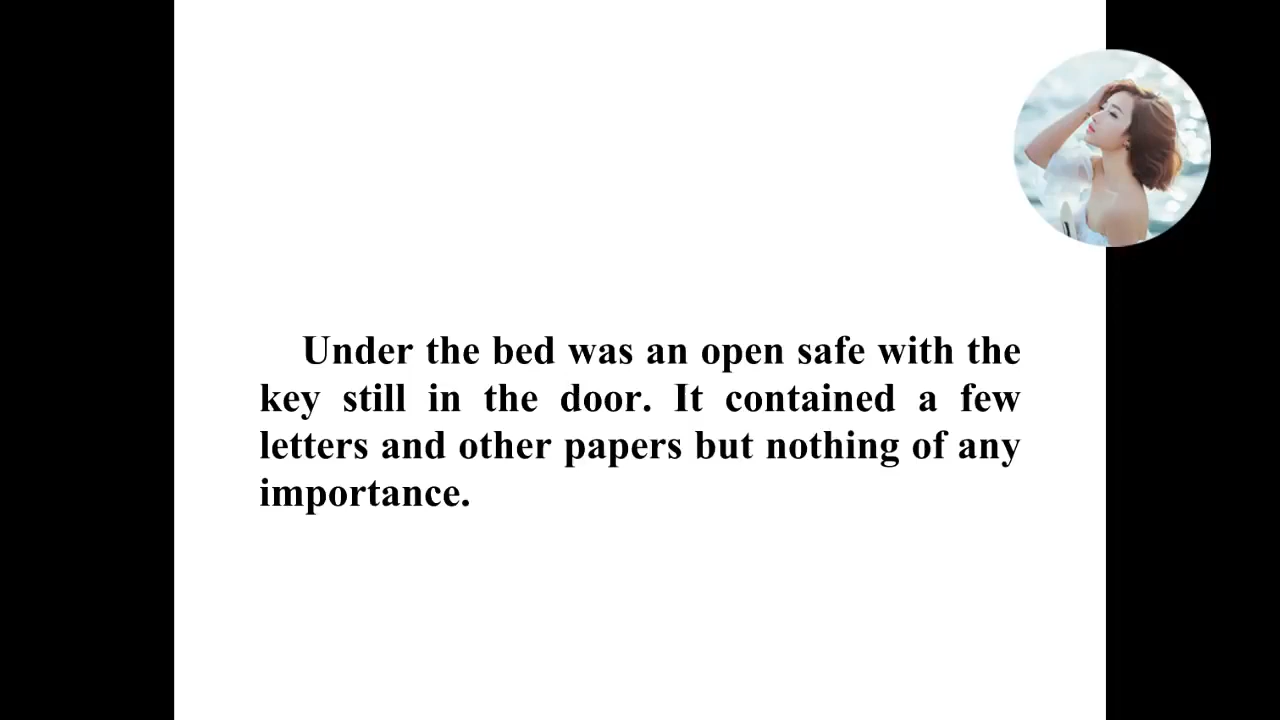 Under the bed was an open safe with the
key still in the door. It contained a few
letters and other papers but nothing of any
importance.